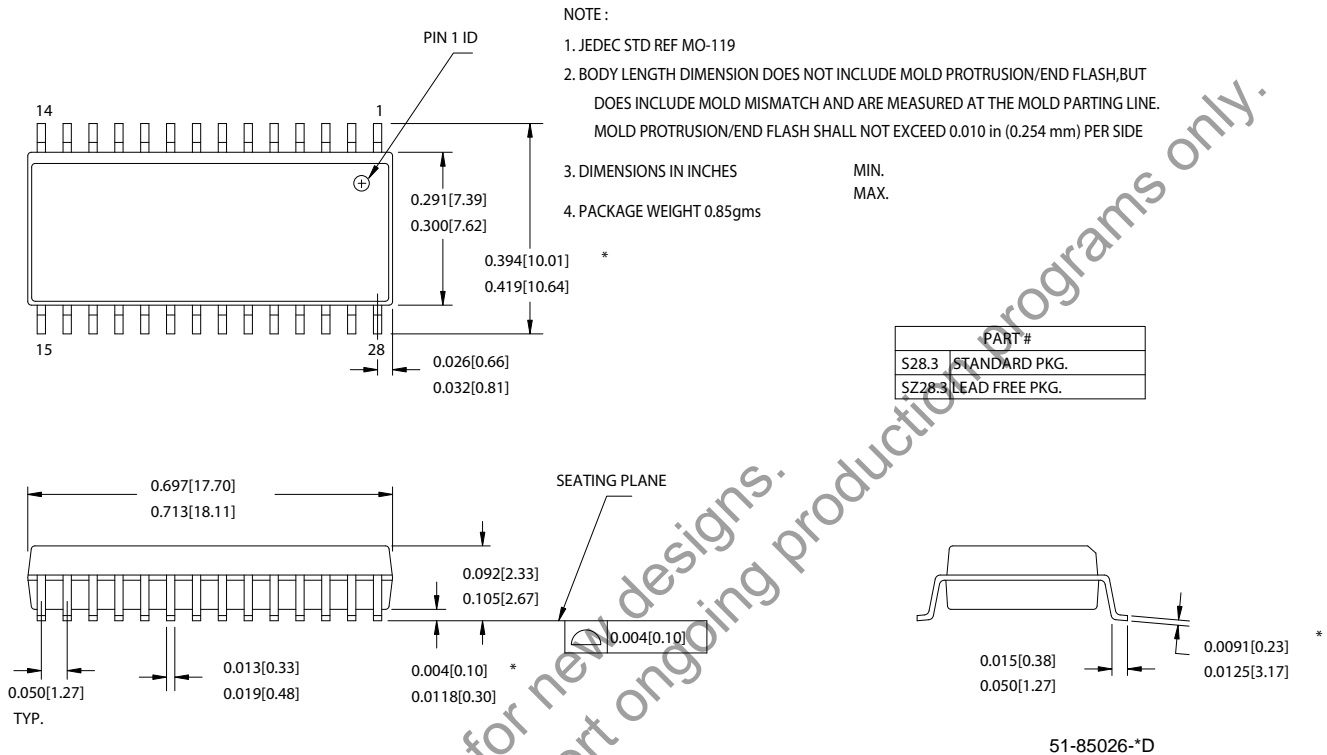 NOTE :
1. JEDEC STD REF MO-119
2. BODY LENGTH DIMENSION DOES NOT INCLUDE MOLD PROTRUSION/END FLASH,BUT
DOES INCLUDE MOLD MISMATCH AND ARE MEASURED AT THE MOLD PARTING LINE.
MOLD PROTRUSION/END FLASH SHALL NOT EXCEED 0.010 in (0.254 mm) PER SIDE
3. DIMENSIONS IN INCHES MIN.
MAX.
4. PACKAGE WEIGHT 0.85gms
PIN 1 ID
14 1
0.291[7.39]
0.300[7.62]
0.394[10.01] *
0.419[10.64]
15 28
0.026[0.66]
0.032[0.81]
PART #
S28.3 STANDARD PKG.
SZ28.3 LEAD FREE PKG.
0.697[17.70]
0.713[18.11]
SEATING PLANE
0.092[2.33]
0.105[2.67]
0.004[0.10]
0.050[1.27]
TYP.
0.013[0.33]
0.019[0.48]
0.004[0.10] *
0.0118[0.30]
0.015[0.38]
0.050[1.27]
0.0091[0.23] *
0.0125[3.17]
51-85026-*D
for new designs.
ort ongoing production programs only.